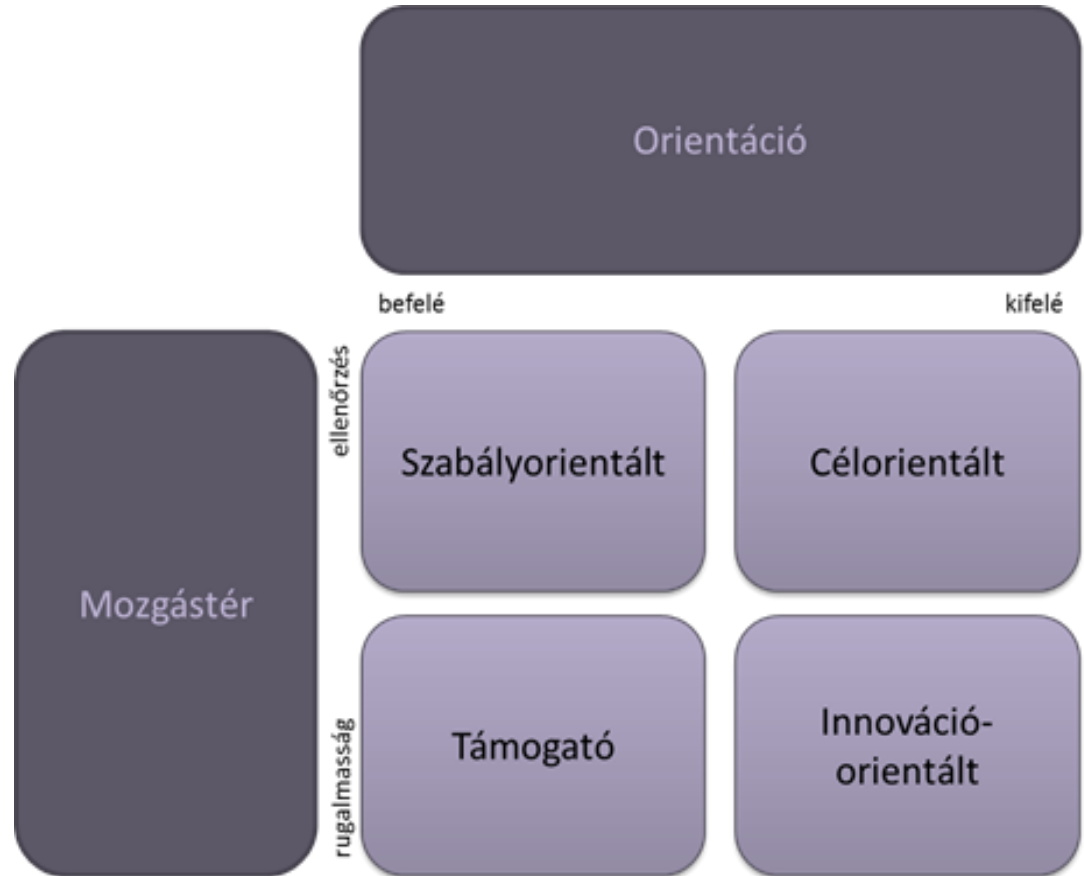 Orientáció
befelé
kifelé
ellenőrzés
Szabályorientált
Célorientált
Mozgástér
rugalmasság
Támogató
Innováció-
orientált